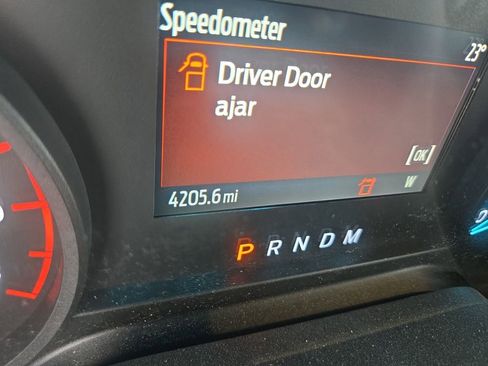 Speedometer
23°
Driver Door
ajar
[OK]
4205.6 mi
W
P R N D M